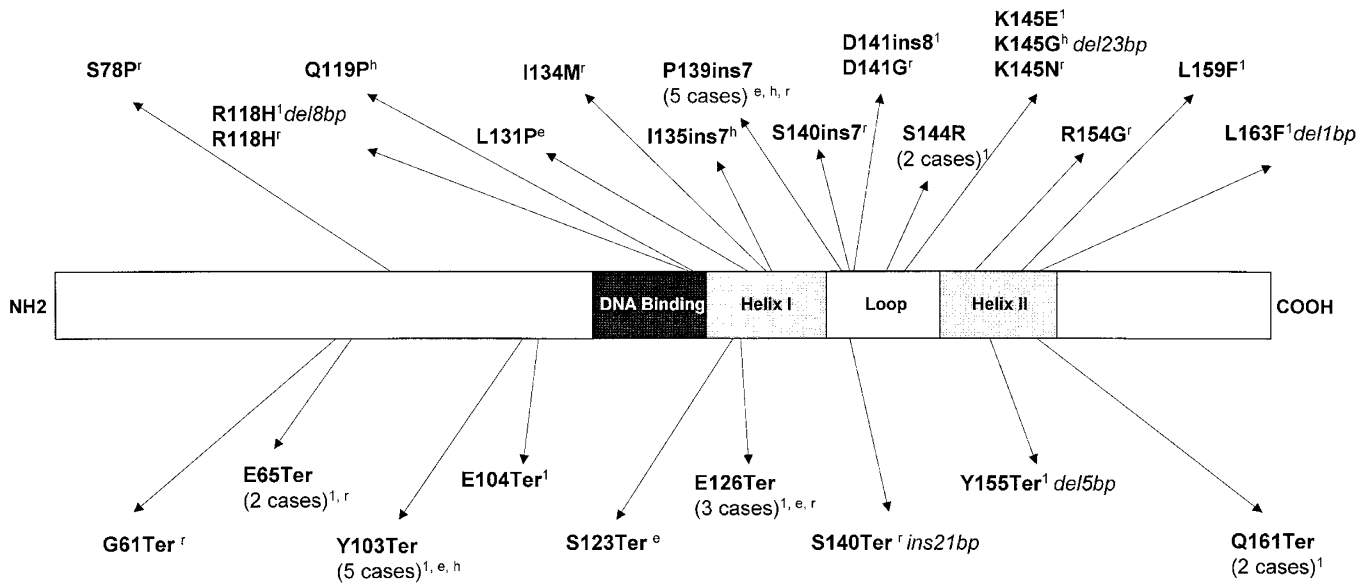 K145E¹
D141ins8¹
K145Gʰ del23bp
S78Pʳ
Q119Pʰ
I134Mʳ
P139ins7
D141Gʳ
K145Nʳ
L159F¹
(5 cases) e, h, r
R118H¹del8bp
R118Hʳ
L131Pᵉ
I135ins7ʰ
S140ins7ʳ
S144R
(2 cases)¹
R154Gʳ
L163F¹del1bp
NH2
DNA Binding
Helix I
Loop
Helix II
COOH
E65Ter
(2 cases)1, r
E104Ter¹
E126Ter
(3 cases)1, e, r
Y155Ter¹ del5bp
G61Ter ʳ
Y103Ter
(5 cases)1, e, h
S123Ter ᵉ
S140Ter ʳ ins21bp
Q161Ter
(2 cases)¹